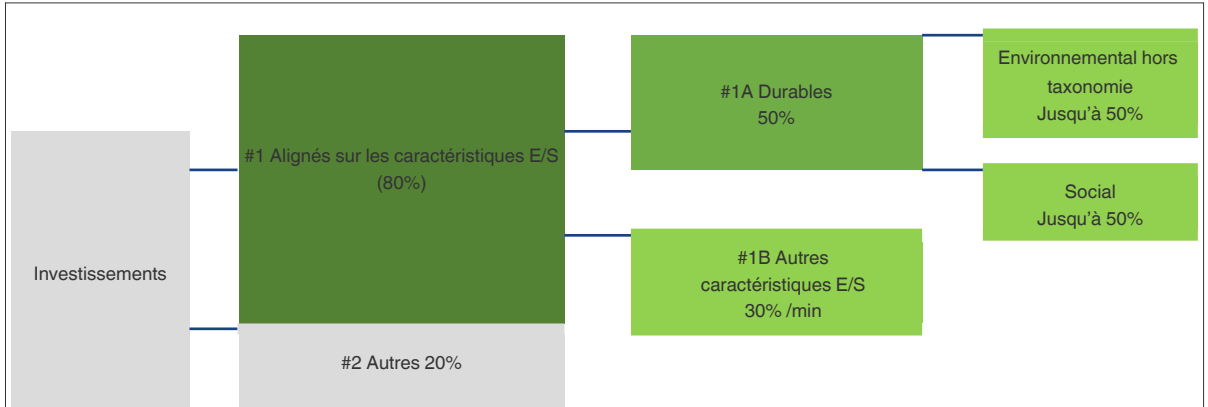 Investissements
#1 Alignés sur les caractéristiques E/S
(80%)
#2 Autres 20%
#1A Durables
50%
#1B Autres
caractéristiques E/S
30% /min
Environnemental hors
taxonomie
Jusqu'à 50%
Social
Jusqu'à 50%